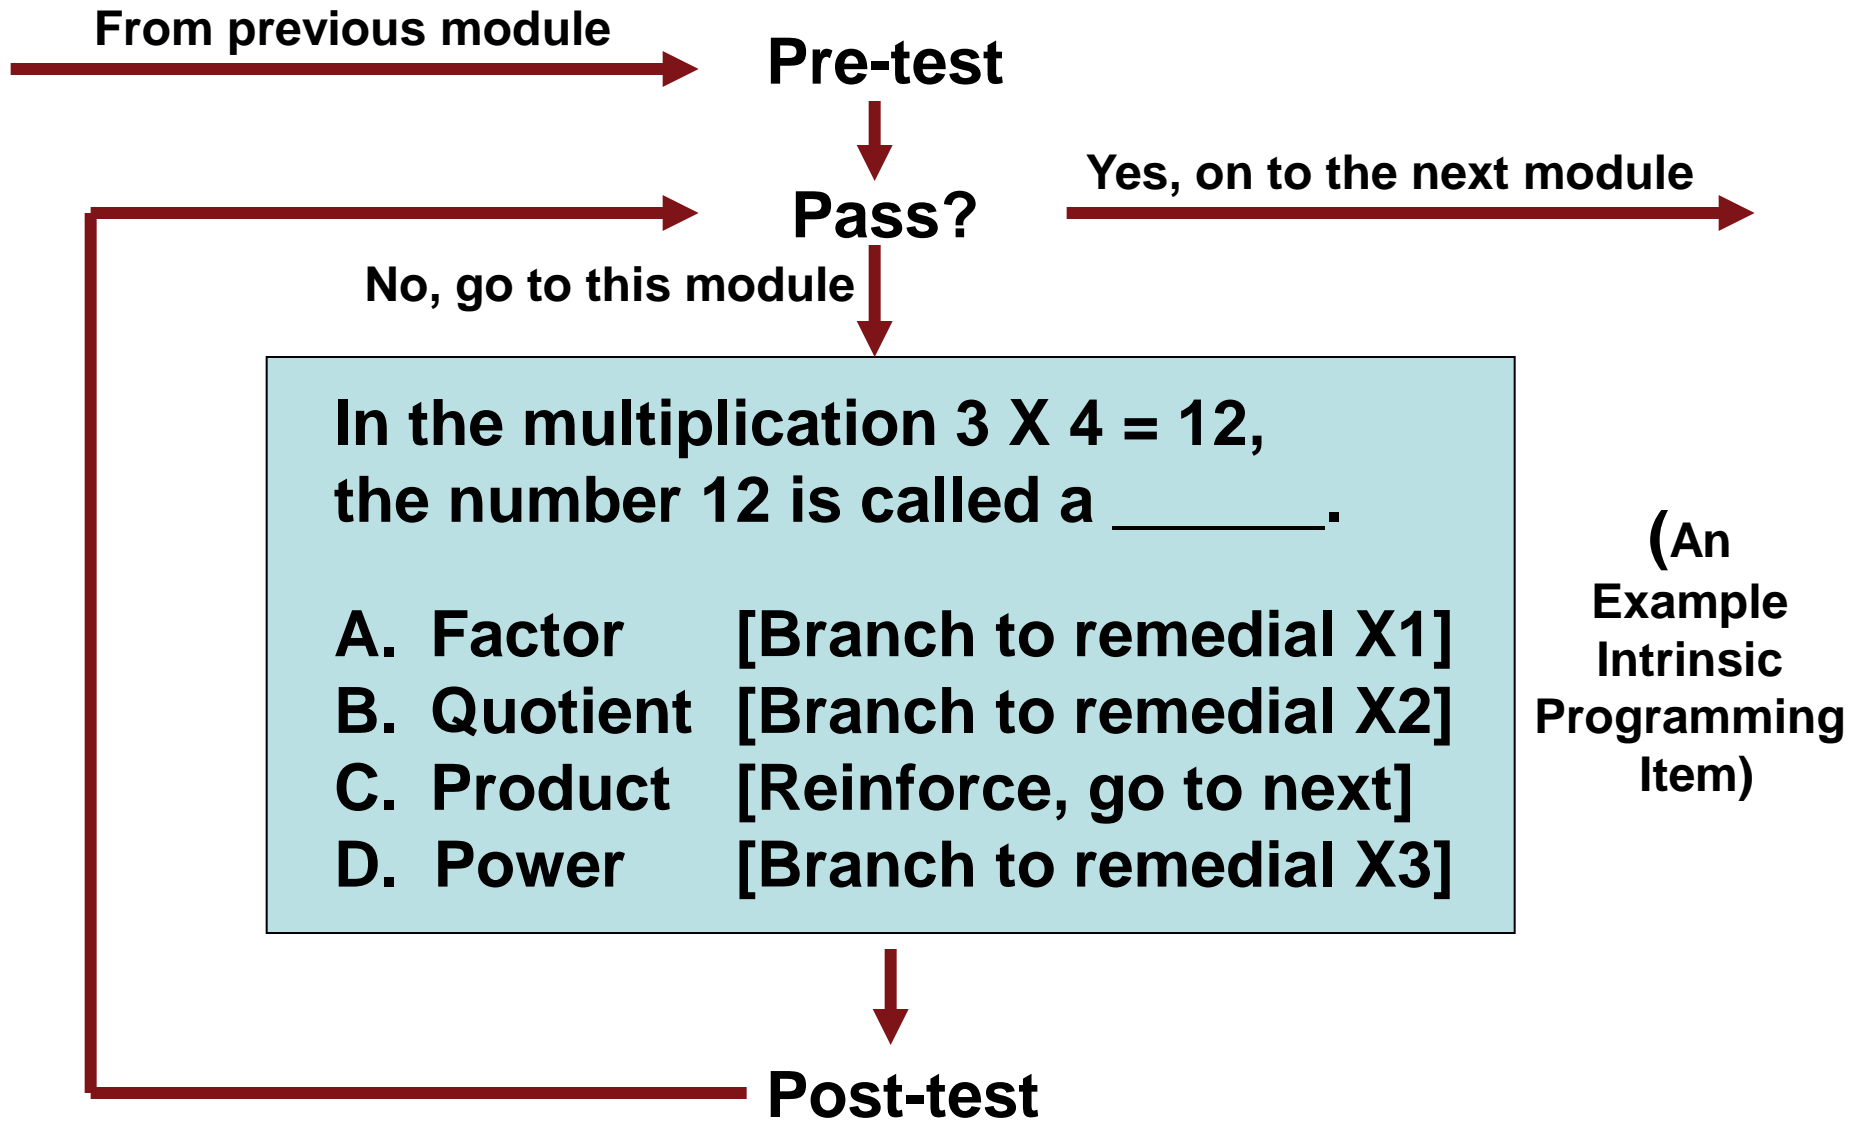 From previous module
Pre-test
Yes, on to the next module
Pass?
No, go to this module
In the multiplication 3 X 4 = 12,
the number 12 is called a ______.
A. Factor [Branch to remedial X1]
B. Quotient [Branch to remedial X2]
C. Product [Reinforce, go to next]
D. Power [Branch to remedial X3]
(An
Example
Intrinsic
Programming
Item)
Post-test